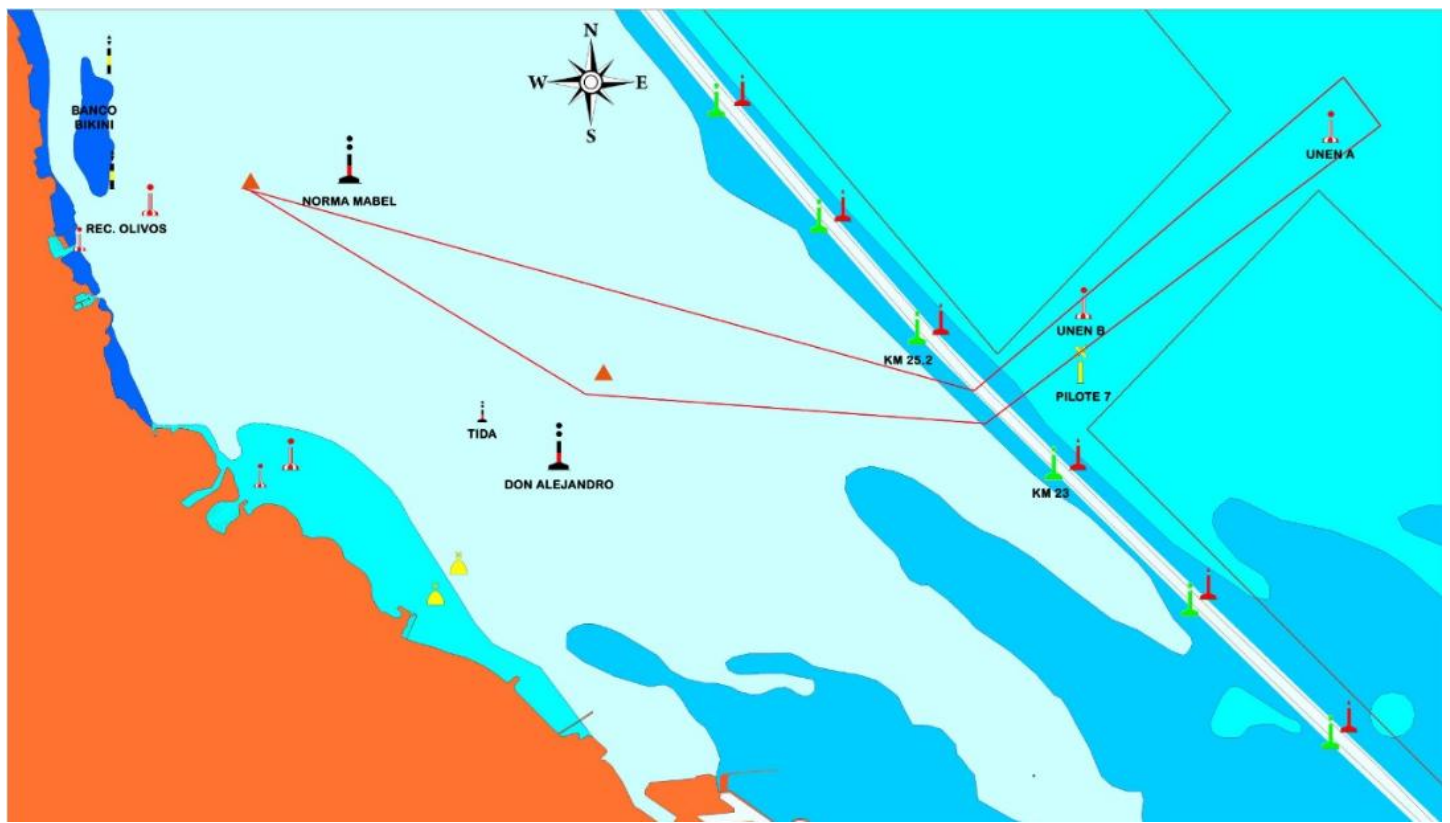 N
W E
S
BANCO
BIKINI
UNEN A
NORMA MABEL
REC. OLIVOS
UNEN B
KM 25.2
PILOTE 7
TIDA
DON ALEJANDRO
KM 23